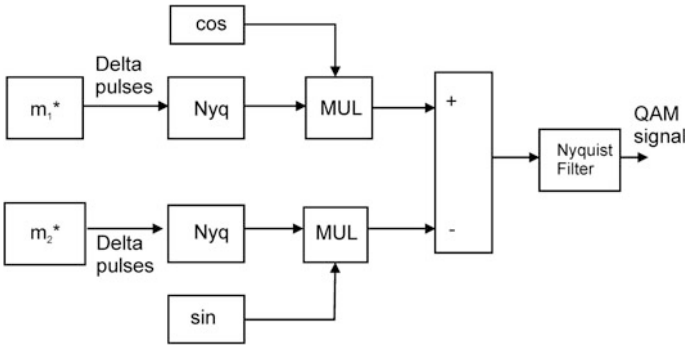 cos
Delta
pulses
m₁*
Nyq
MUL
+
QAM
signal
Nyquist
Filter
m₂*
Delta
pulses
Nyq
MUL
-
sin